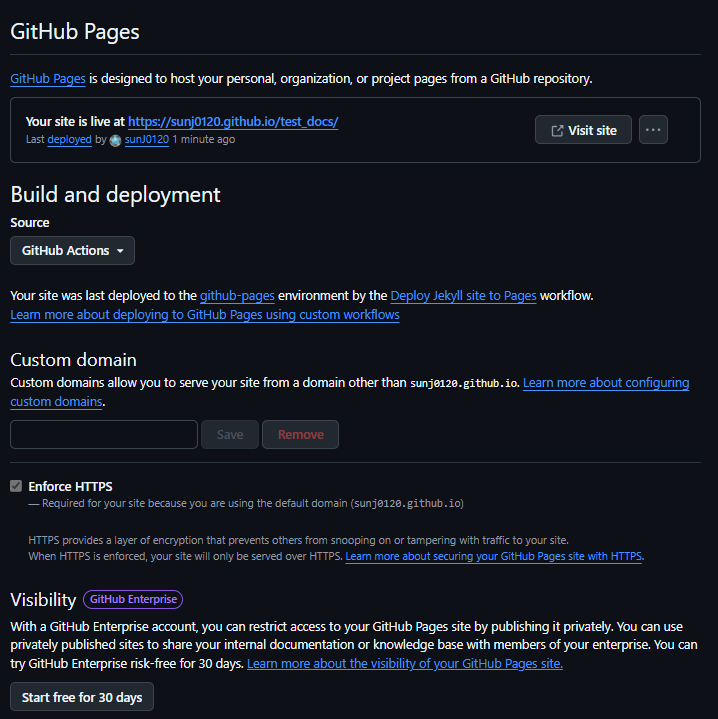 GitHub Pages
GitHub Pages is designed to host your personal, organization, or project pages from a GitHub repository.
Your site is live at https://sunj0120.github.io/test_docs/
Last deployed by sunJ0120 1 minute ago
Visit site
Build and deployment
Source
GitHub Actions
Your site was last deployed to the github-pages environment by the Deploy Jekyll site to Pages workflow.
Learn more about deploying to GitHub Pages using custom workflows
Custom domain
Custom domains allow you to serve your site from a domain other than sunj0120.github.io. Learn more about configuring
custom domains.
Save
Remove
Enforce HTTPS
— Required for your site because you are using the default domain (sunj0120.github.io)
HTTPS provides a layer of encryption that prevents others from snooping on or tampering with traffic to your site.
When HTTPS is enforced, your site will only be served over HTTPS. Learn more about securing your GitHub Pages site with HTTPS.
Visibility GitHub Enterprise
With a GitHub Enterprise account, you can restrict access to your GitHub Pages site by publishing it privately. You can use
privately published sites to share your internal documentation or knowledge base with members of your enterprise. You can
try GitHub Enterprise risk-free for 30 days. Learn more about the visibility of your GitHub Pages site.
Start free for 30 days